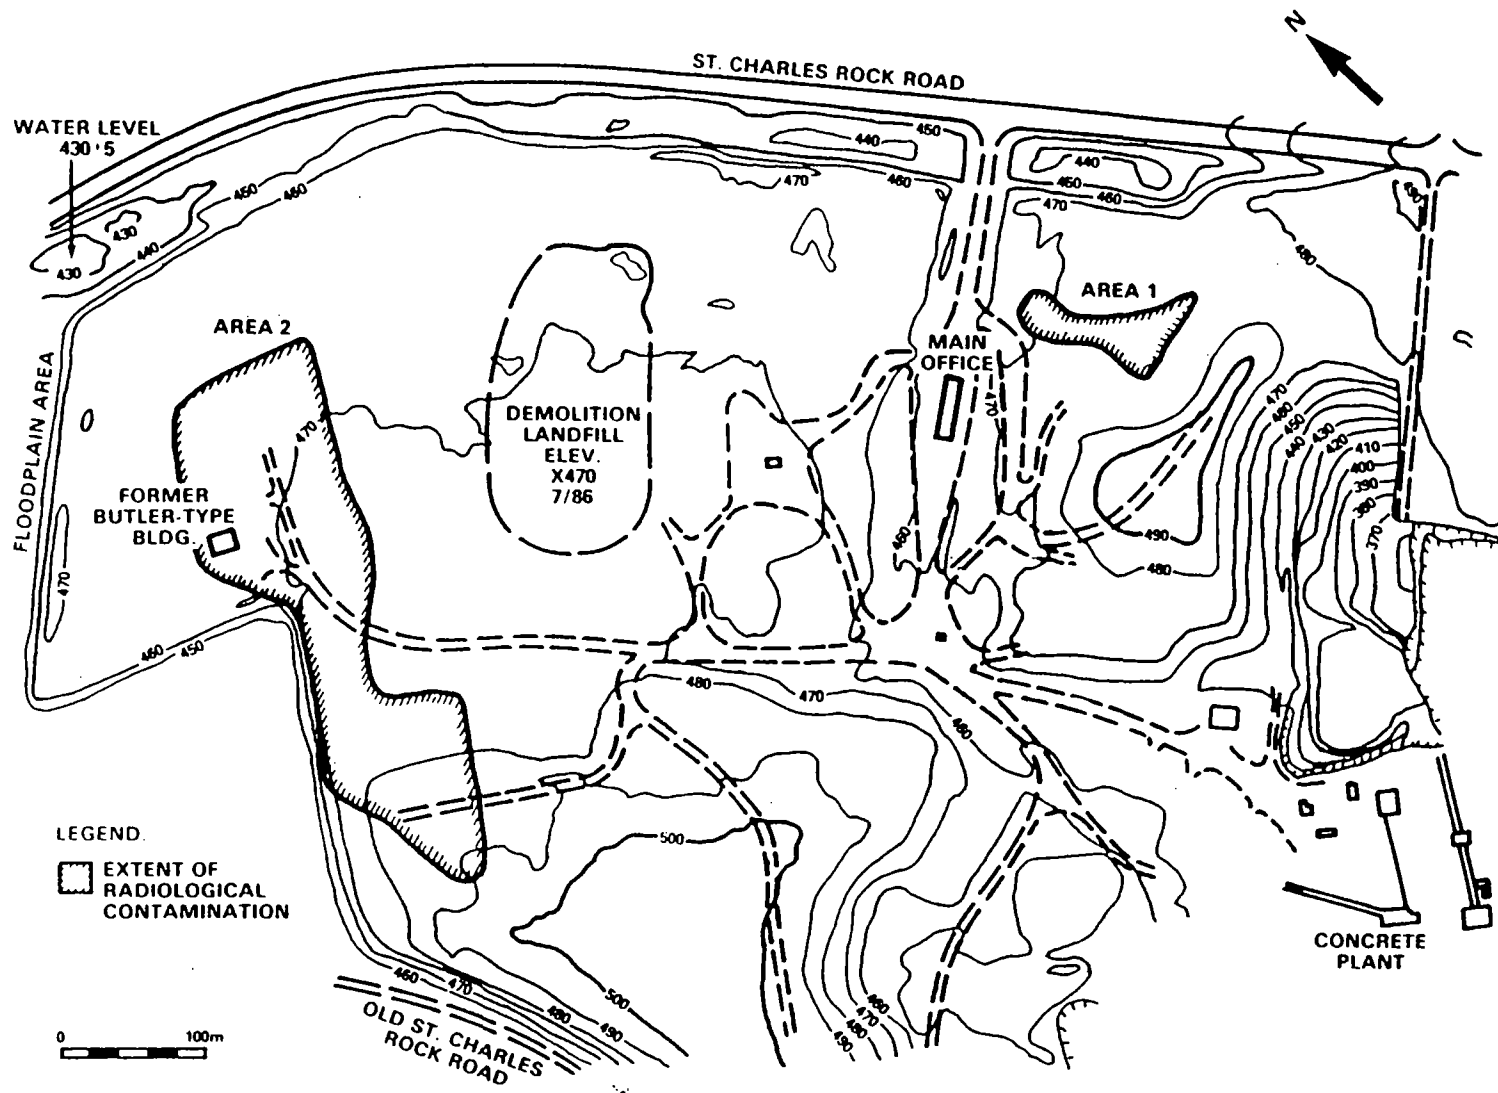 N
ST. CHARLES ROCK ROAD
WATER LEVEL
430·5
450
440
440
450
460
470
460
470
460
450
460
430
440
430
490
480
AREA 1
AREA 2
MAIN
OFFICE
470
FLOODPLAIN AREA
DEMOLITION
LANDFILL
ELEV.
X470
7/86
470
470
480
450
440
430
420
410
400
390
380
370
FORMER
BUTLER-TYPE
BLDG.
460
490
480
470
460
450
480
470
460
500
LEGEND.
EXTENT OF
RADIOLOGICAL
CONTAMINATION
CONCRETE
PLANT
460
470
480
490
500
460
470
480
490
OLD ST. CHARLES
ROCK ROAD
0
100m